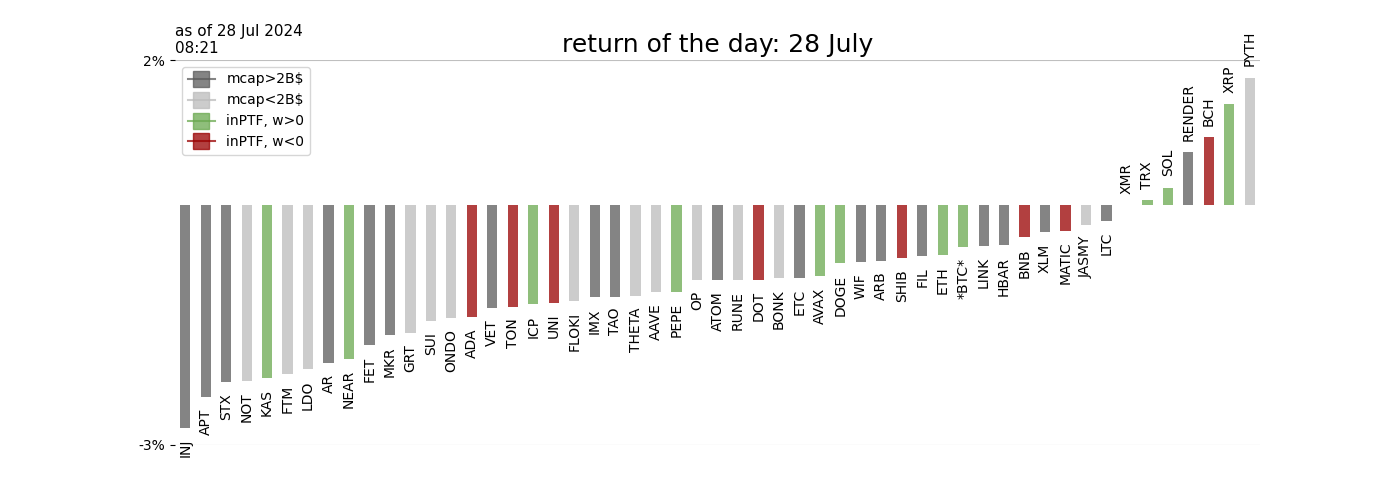 as of 28 Jul 2024
08:21
return of the day: 28 July
2%
-3%
mcap>2B$
mcap<2B$
inPTF, w>0
inPTF, w<0
INJ
APT
STX
NOT
KAS
FTM
LDO
AR
NEAR
FET
MKR
GRT
SUI
ONDO
ADA
VET
TON
ICP
UNI
FLOKI
IMX
TAO
THETA
AAVE
PEPE
OP
ATOM
RUNE
DOT
BONK
ETC
AVAX
DOGE
WIF
ARB
SHIB
FIL
ETH
*BTC*
LINK
HBAR
BNB
XLM
MATIC
JASMY
LTC
XMR
TRX
SOL
RENDER
BCH
XRP
PYTH